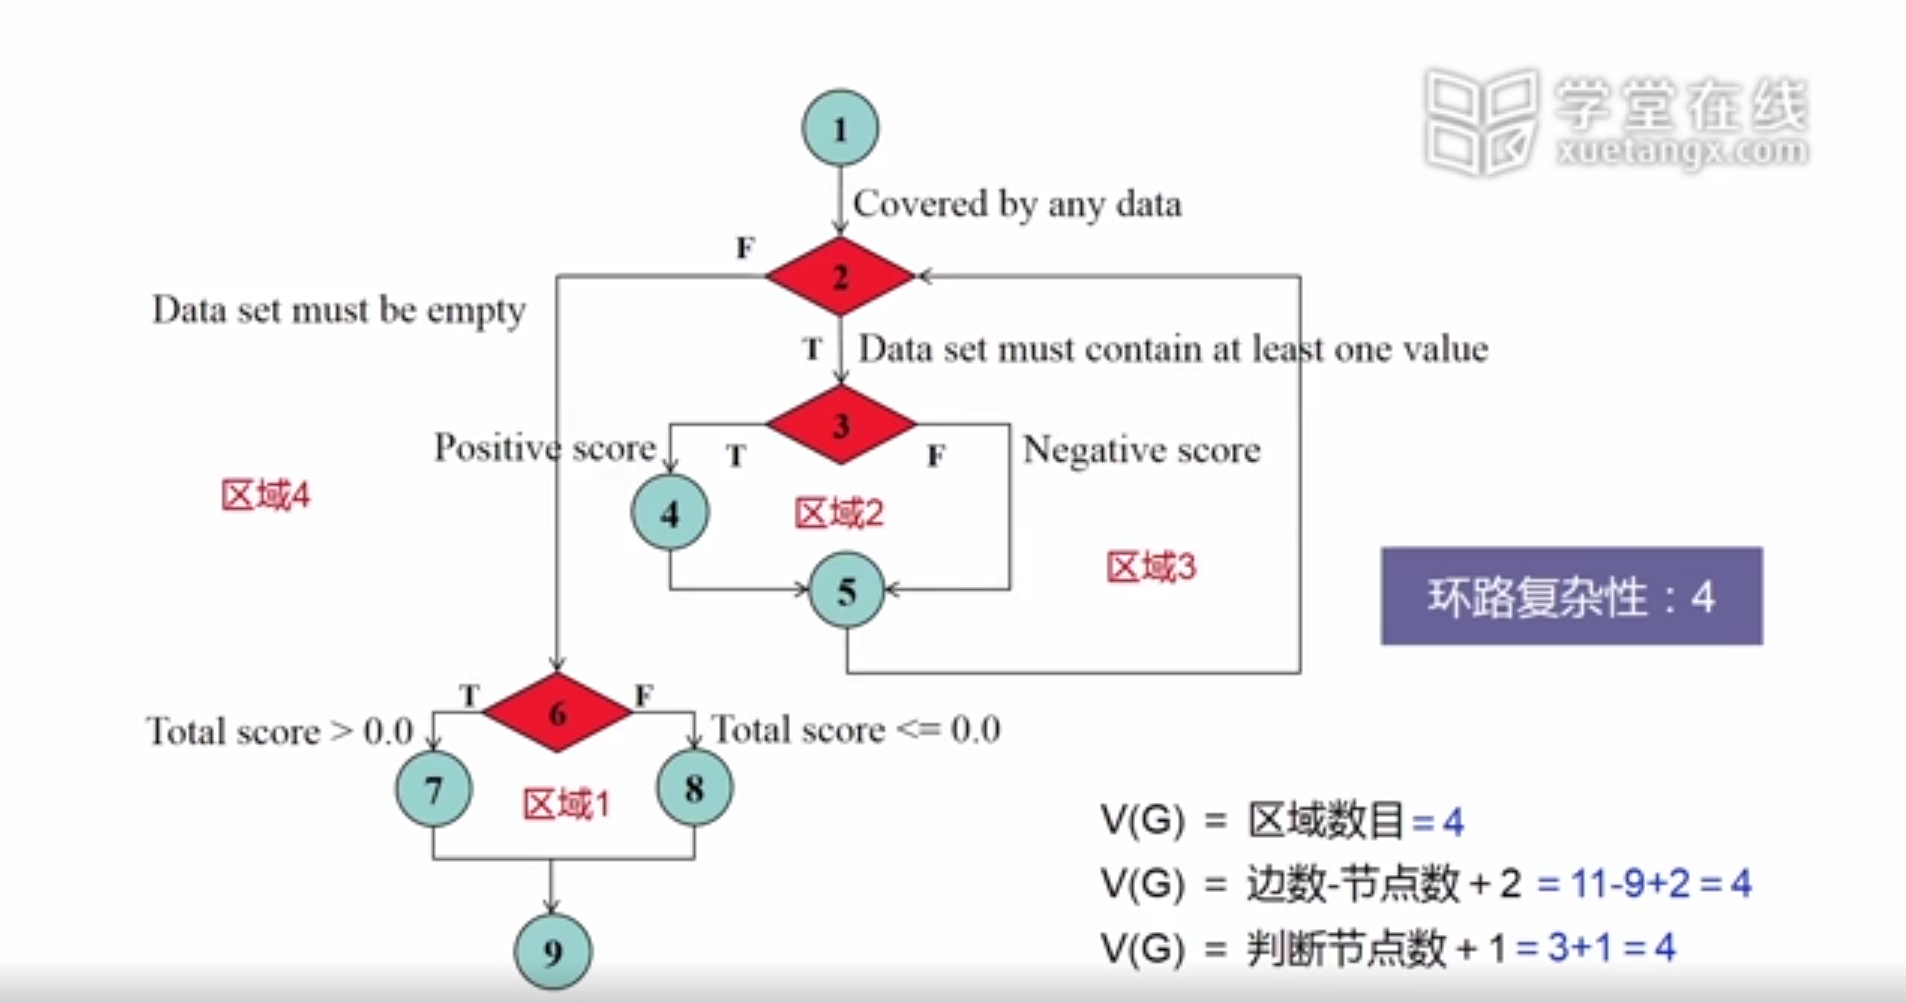 学堂在线
xuetangx.com
1
Covered by any data
F
2
Data set must be empty
T
Data set must contain at least one value
3
Positive score
T
F
Negative score
区域4
4
区域2
区域3
5
环路复杂性：4
T
6
F
Total score > 0.0
Total score <= 0.0
7
区域1
8
V(G) = 区域数目 = 4
V(G) = 边数-节点数 + 2 = 11-9+2 = 4
V(G) = 判断节点数 + 1 = 3+1 = 4
9